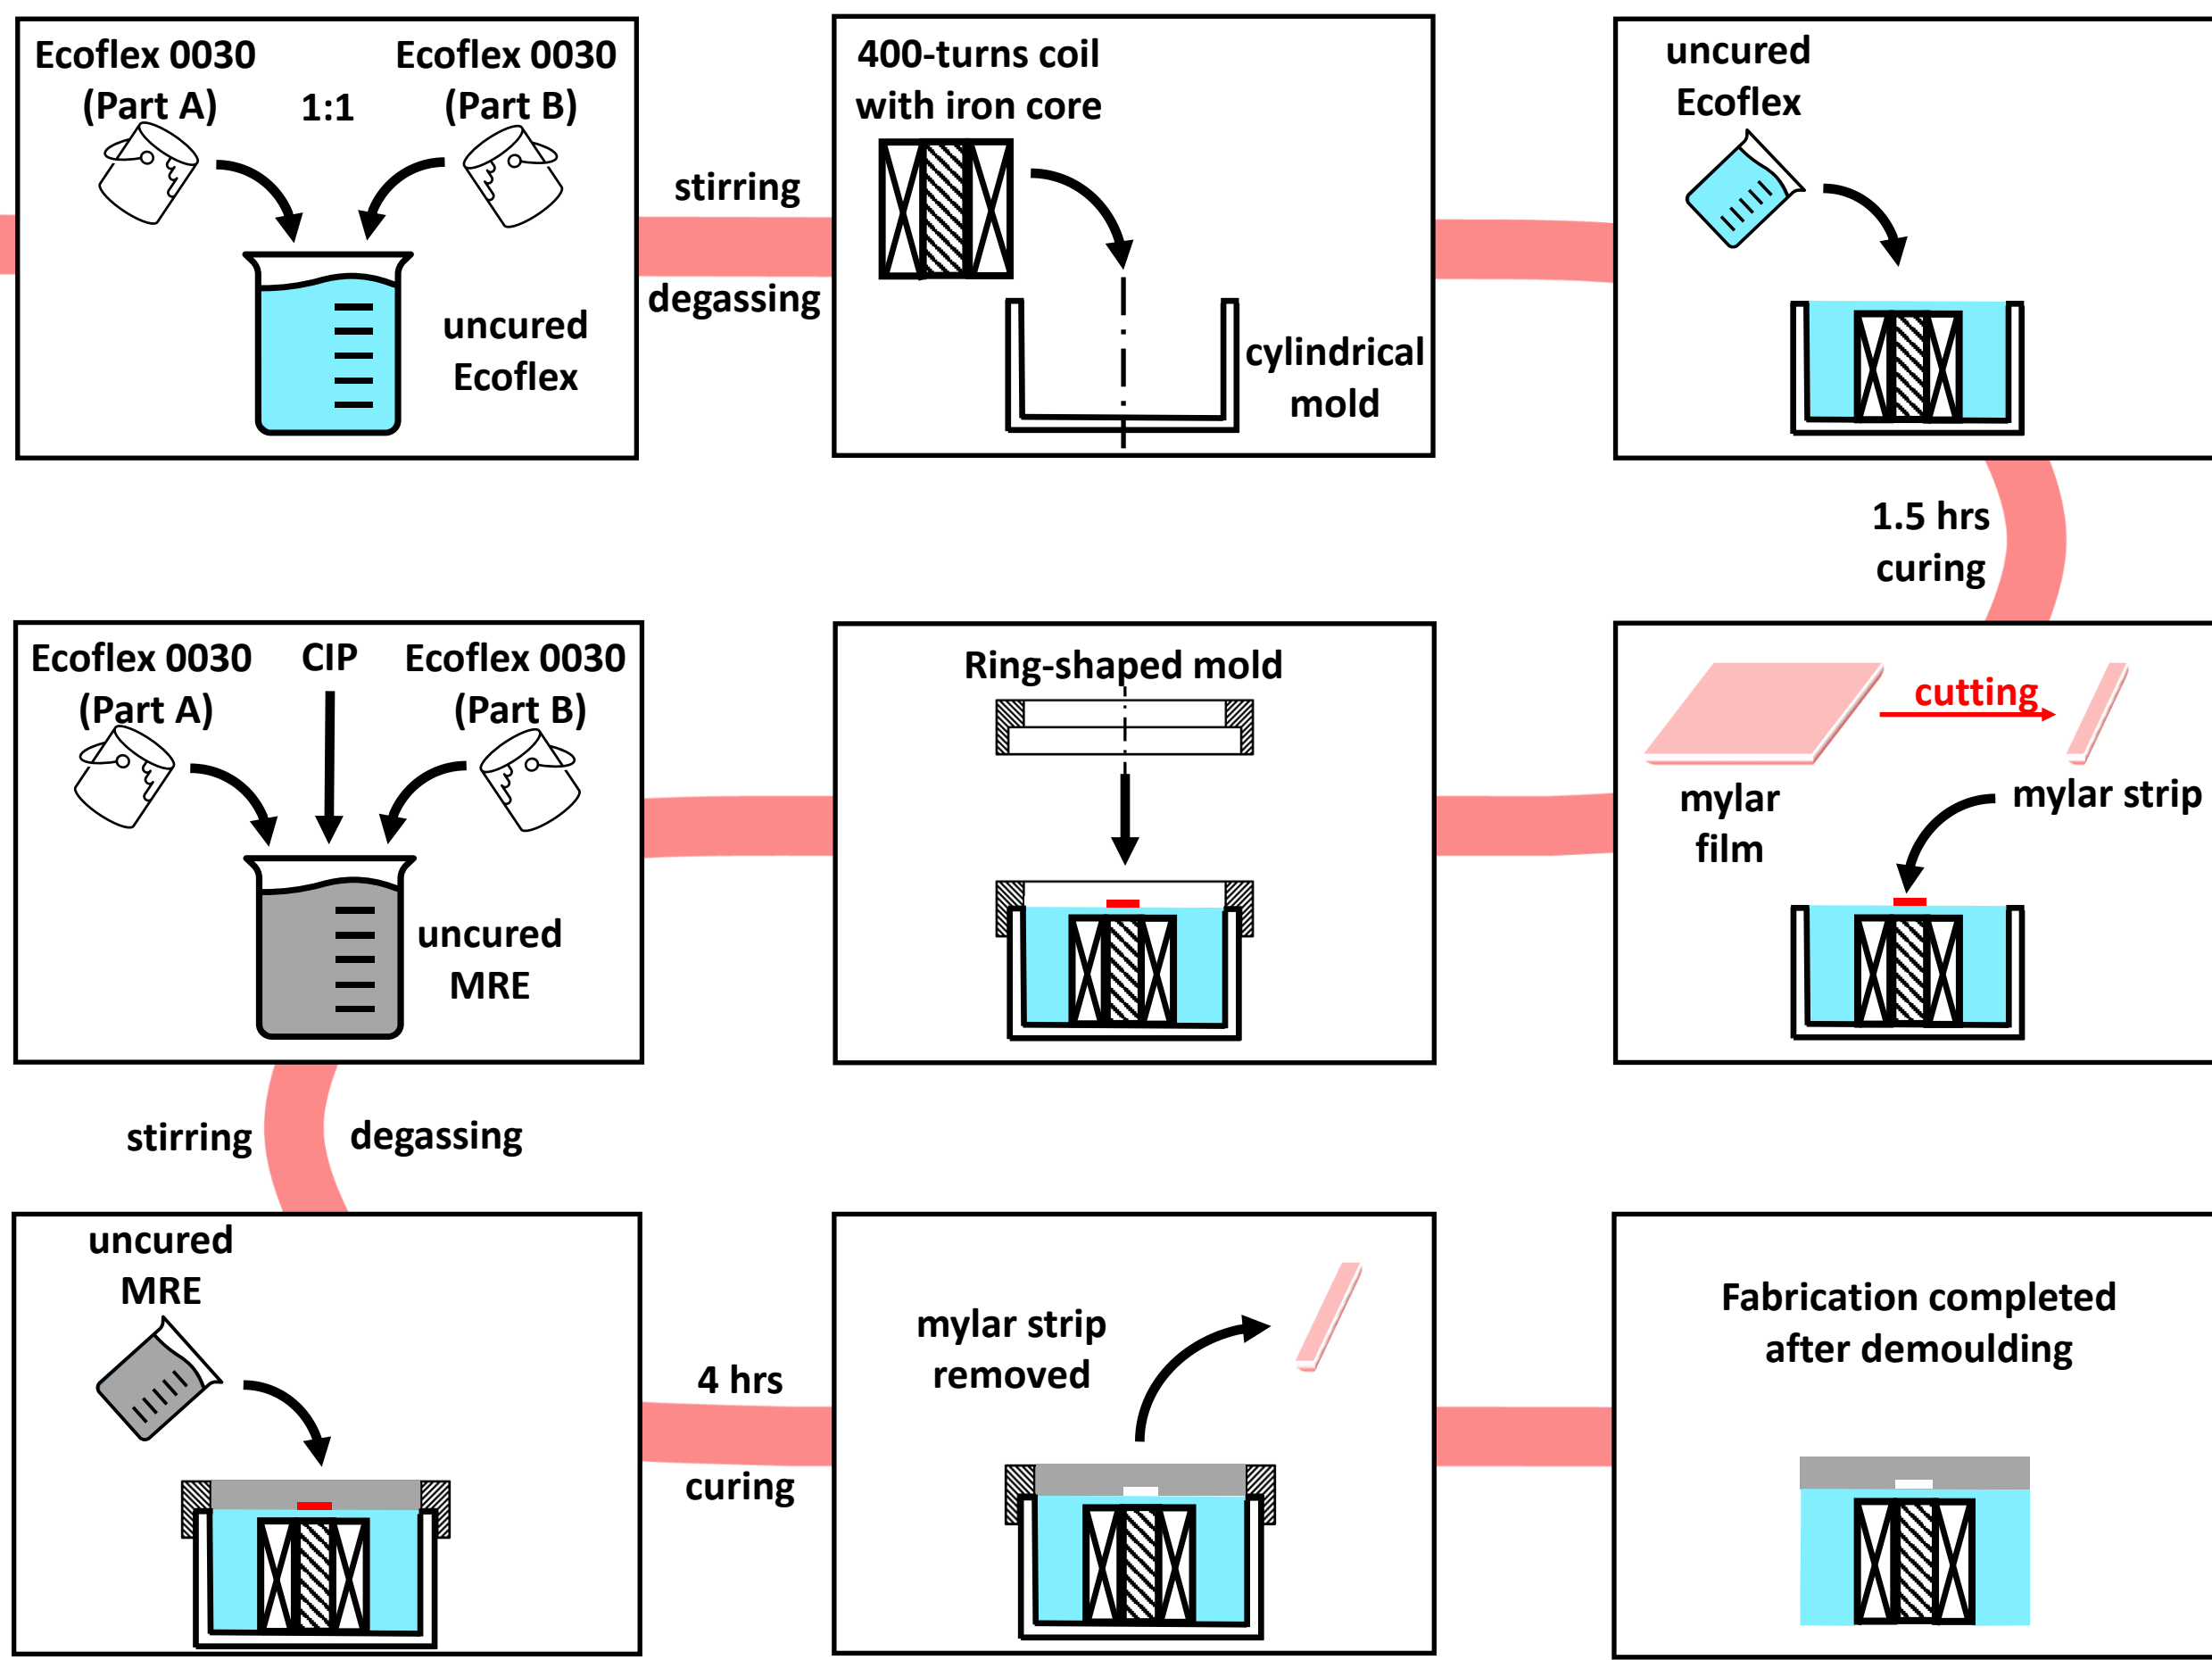 Ecoflex 0030
(Part A)
1:1
Ecoflex 0030
(Part B)
uncured
Ecoflex
stirring
degassing
400-turns coil
with iron core
cylindrical
mold
uncured
Ecoflex
1.5 hrs
curing
cutting
mylar
film
mylar strip
Ring-shaped mold
Ecoflex 0030
(Part A)
CIP
Ecoflex 0030
(Part B)
uncured
MRE
stirring
degassing
uncured
MRE
4 hrs
curing
mylar strip
removed
Fabrication completed
after demoulding